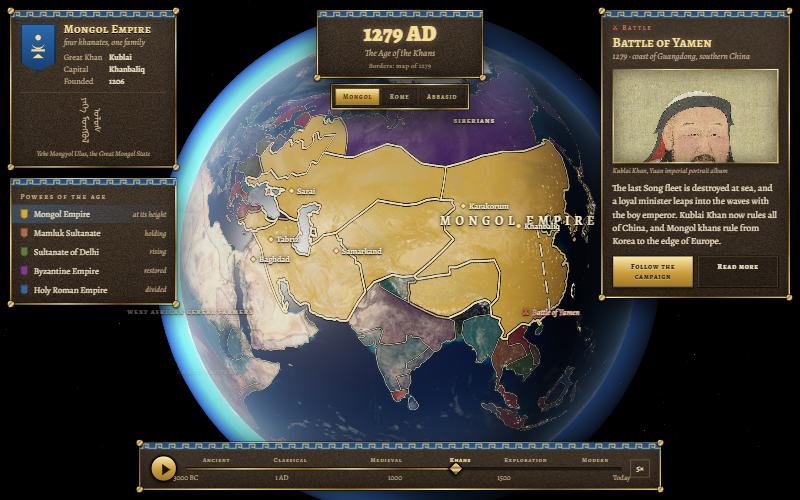 MONGOL EMPIRE
four khanates, one family
Great Khan Kublai
Capital Khanbaliq
Founded 1206
Yeke Mongγol Ulus, the Great Mongol State
POWERS OF THE AGE
Mongol Empire at its height
Mamluk Sultanate holding
Sultanate of Delhi rising
Byzantine Empire restored
Holy Roman Empire divided
1279 AD
The Age of the Khans
Borders: map of 1279
MONGOL ROME ABBASID
SIBERIANS
Sarai
Karakorum
MONGOL EMPIRE
Khanbaliq
Tabriz
Samarkand
Baghdad
Battle of Yamen
⚔ BATTLE
BATTLE OF YAMEN
1279 · coast of Guangdong, southern China
Kublai Khan, Yuan imperial portrait album
The last Song fleet is destroyed at sea, and
a loyal minister leaps into the waves with
the boy emperor. Kublai Khan now rules all
of China, and Mongol khans rule from
Korea to the edge of Europe.
FOLLOW THE
CAMPAIGN
READ MORE
ANCIENT CLASSICAL MEDIEVAL KHANS EXPLORATION MODERN
3000 BC 1 AD 1000 1500 Today
5×